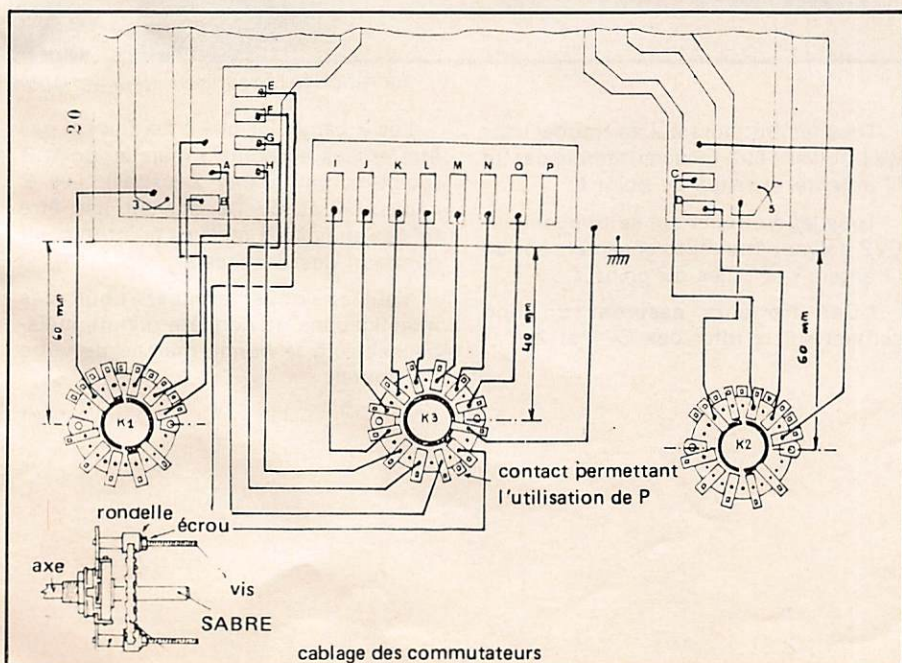 20
E
F
G
H
A
B
3
I J K L M N O P
C
D
5
60 mm
40 mm
60 mm
K1
K3
K2
contact permettant
l'utilisation de P
rondelle
écrou
axe
vis
SABRE
cablage des commutateurs